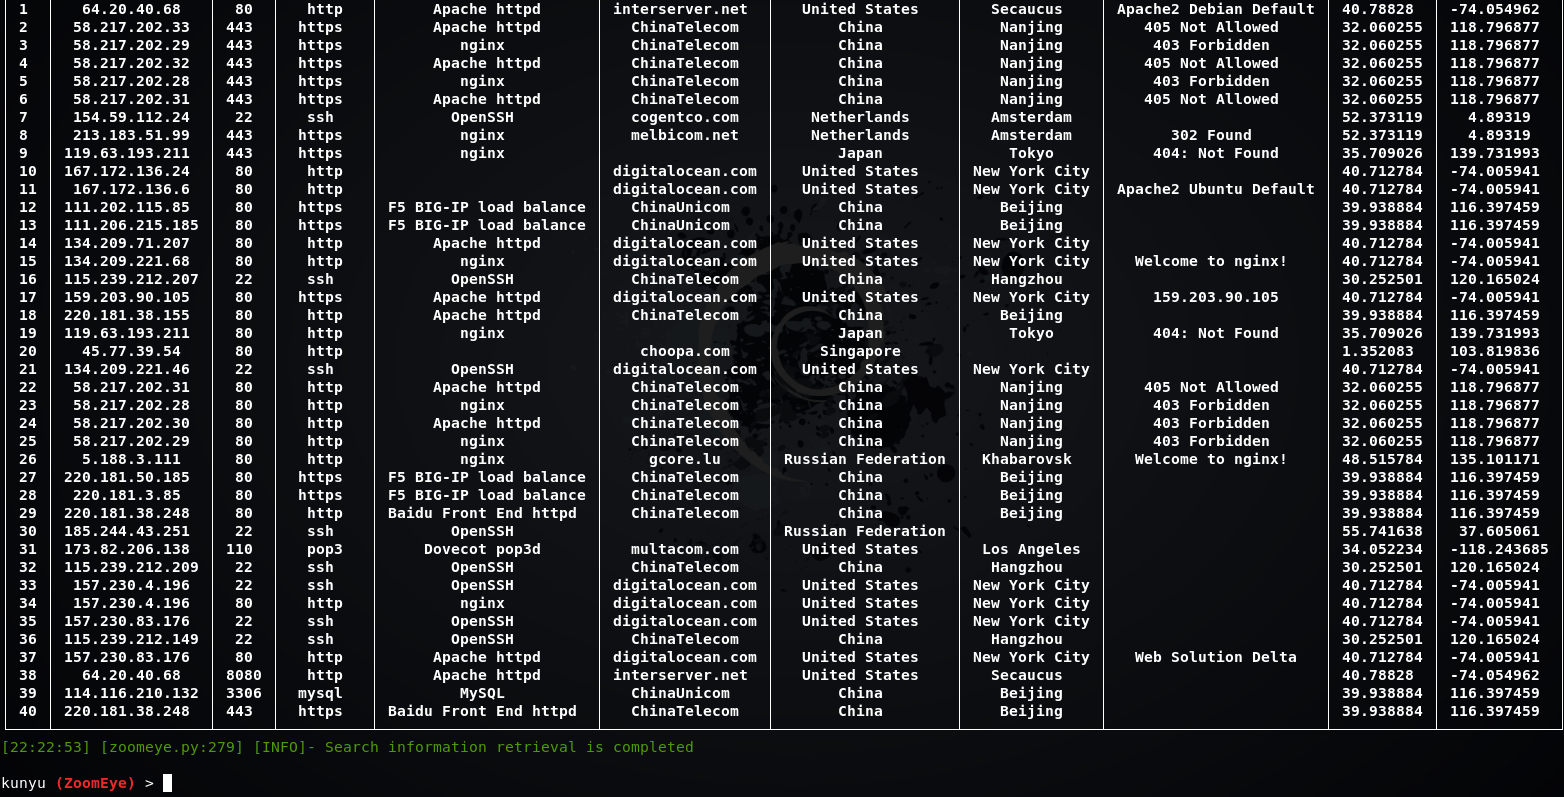 1 64.20.40.68 80 http Apache httpd interserver.net United States Secaucus Apache2 Debian Default 40.78828 -74.054962
2 58.217.202.33 443 https Apache httpd ChinaTelecom China Nanjing 405 Not Allowed 32.060255 118.796877
3 58.217.202.29 443 https nginx ChinaTelecom China Nanjing 403 Forbidden 32.060255 118.796877
4 58.217.202.32 443 https Apache httpd ChinaTelecom China Nanjing 405 Not Allowed 32.060255 118.796877
5 58.217.202.28 443 https nginx ChinaTelecom China Nanjing 403 Forbidden 32.060255 118.796877
6 58.217.202.31 443 https Apache httpd ChinaTelecom China Nanjing 405 Not Allowed 32.060255 118.796877
7 154.59.112.24 22 ssh OpenSSH cogentco.com Netherlands Amsterdam 52.373119 4.89319
8 213.183.51.99 443 https nginx melbicom.net Netherlands Amsterdam 302 Found 52.373119 4.89319
9 119.63.193.211 443 https nginx Japan Tokyo 404: Not Found 35.709026 139.731993
10 167.172.136.24 80 http digitalocean.com United States New York City 40.712784 -74.005941
11 167.172.136.6 80 http digitalocean.com United States New York City Apache2 Ubuntu Default 40.712784 -74.005941
12 111.202.115.85 80 https F5 BIG-IP load balance ChinaUnicom China Beijing 39.938884 116.397459
13 111.206.215.185 80 https F5 BIG-IP load balance ChinaUnicom China Beijing 39.938884 116.397459
14 134.209.71.207 80 http Apache httpd digitalocean.com United States New York City 40.712784 -74.005941
15 134.209.221.68 80 http nginx digitalocean.com United States New York City Welcome to nginx! 40.712784 -74.005941
16 115.239.212.207 22 ssh OpenSSH ChinaTelecom China Hangzhou 30.252501 120.165024
17 159.203.90.105 80 https Apache httpd digitalocean.com United States New York City 159.203.90.105 40.712784 -74.005941
18 220.181.38.155 80 http Apache httpd ChinaTelecom China Beijing 39.938884 116.397459
19 119.63.193.211 80 http nginx Japan Tokyo 404: Not Found 35.709026 139.731993
20 45.77.39.54 80 http choopa.com Singapore 1.352083 103.819836
21 134.209.221.46 22 ssh OpenSSH digitalocean.com United States New York City 40.712784 -74.005941
22 58.217.202.31 80 http Apache httpd ChinaTelecom China Nanjing 405 Not Allowed 32.060255 118.796877
23 58.217.202.28 80 http nginx ChinaTelecom China Nanjing 403 Forbidden 32.060255 118.796877
24 58.217.202.30 80 http Apache httpd ChinaTelecom China Nanjing 403 Forbidden 32.060255 118.796877
25 58.217.202.29 80 http nginx ChinaTelecom China Nanjing 403 Forbidden 32.060255 118.796877
26 5.188.3.111 80 http nginx gcore.lu Russian Federation Khabarovsk Welcome to nginx! 48.515784 135.101171
27 220.181.50.185 80 https F5 BIG-IP load balance ChinaTelecom China Beijing 39.938884 116.397459
28 220.181.3.85 80 https F5 BIG-IP load balance ChinaTelecom China Beijing 39.938884 116.397459
29 220.181.38.248 80 http Baidu Front End httpd ChinaTelecom China Beijing 39.938884 116.397459
30 185.244.43.251 22 ssh OpenSSH Russian Federation 55.741638 37.605061
31 173.82.206.138 110 pop3 Dovecot pop3d multacom.com United States Los Angeles 34.052234 -118.243685
32 115.239.212.209 22 ssh OpenSSH ChinaTelecom China Hangzhou 30.252501 120.165024
33 157.230.4.196 22 ssh OpenSSH digitalocean.com United States New York City 40.712784 -74.005941
34 157.230.4.196 80 http nginx digitalocean.com United States New York City 40.712784 -74.005941
35 157.230.83.176 22 ssh OpenSSH digitalocean.com United States New York City 40.712784 -74.005941
36 115.239.212.149 22 ssh OpenSSH ChinaTelecom China Hangzhou 30.252501 120.165024
37 157.230.83.176 80 http Apache httpd digitalocean.com United States New York City Web Solution Delta 40.712784 -74.005941
38 64.20.40.68 8080 http Apache httpd interserver.net United States Secaucus 40.78828 -74.054962
39 114.116.210.132 3306 mysql MySQL ChinaUnicom China Beijing 39.938884 116.397459
40 220.181.38.248 443 https Baidu Front End httpd ChinaTelecom China Beijing 39.938884 116.397459
[22:22:53] [zoomeye.py:279] [INFO]- Search information retrieval is completed
kunyu (ZoomEye) >